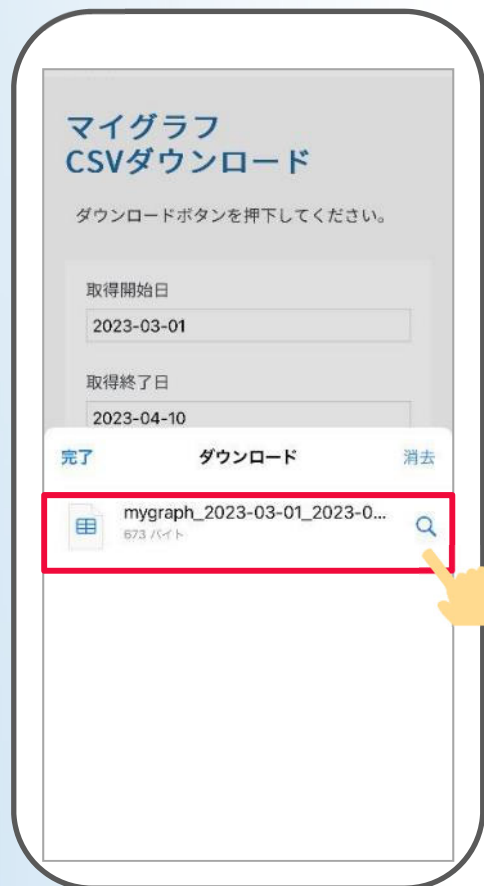 マイグラフ
CSVダウンロード
ダウンロードボタンを押下してください。
取得開始日
2023-03-01
取得終了日
2023-04-10
完了 ダウンロード 消去
mygraph_2023-03-01_2023-0...
673 バイト